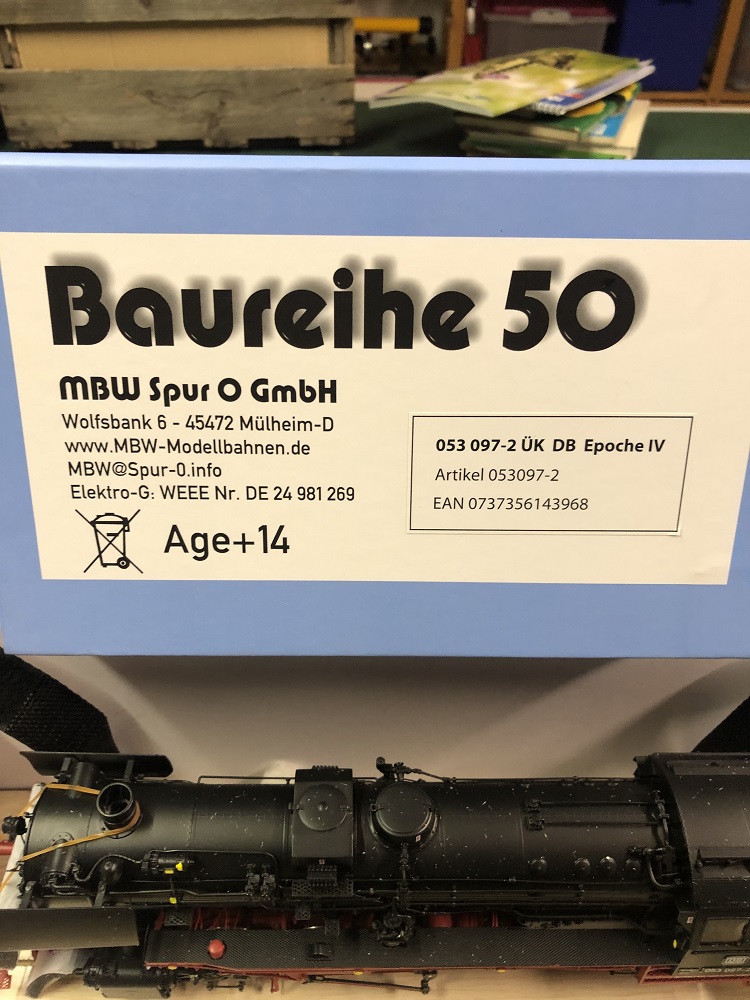 Baureihe 50
MBW Spur O GmbH
Wolfsbank 6 - 45472 Mülheim-D
www.MBW-Modellbahnen.de
MBW@Spur-0.info
Elektro-G: WEEE Nr. DE 24 981 269
Age+14
053 097-2 ÜK DB Epoche IV
Artikel 053097-2
EAN 0737356143968